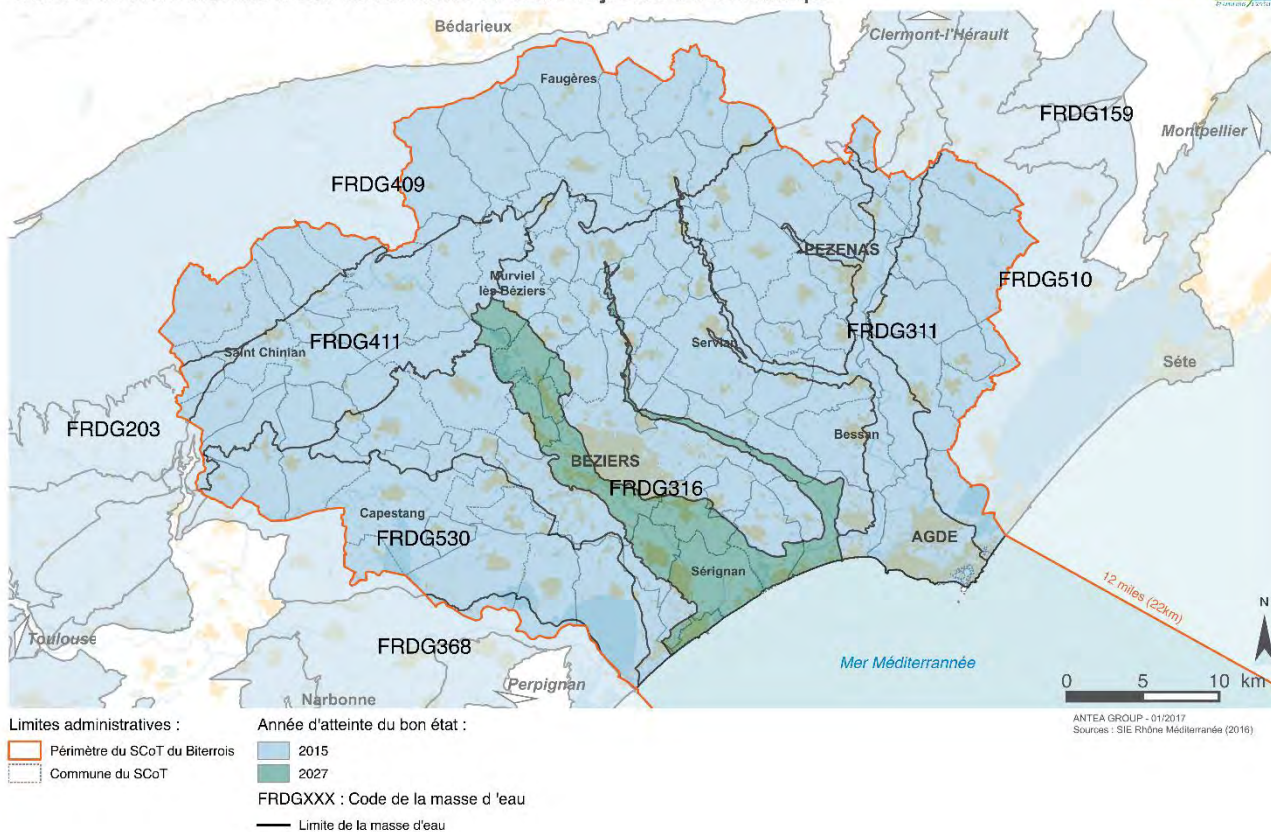 Bédarieux
Clermont-l'Hérault
Faugères
FRDG159
Montpellier
FRDG409
PEZENAS
Murviel
lès Béziers
FRDG510
FRDG411
FRDG311
Saint Chinian
Servian
Séte
FRDG203
Bessan
BEZIERS
FRDG316
Capestang
FRDG530
AGDE
Sérignan
12 miles (22km)
N
Toulouse
FRDG368
Mer Méditerrannée
Perpignan
Narbonne
0 5 10 km
ANTEA GROUP - 01/2017
Sources : SIE Rhône Méditerranée (2016)
Limites administratives :
Périmètre du SCoT du Biterrois
Commune du SCoT
Année d'atteinte du bon état :
2015
2027
FRDGXXX : Code de la masse d 'eau
Limite de la masse d'eau